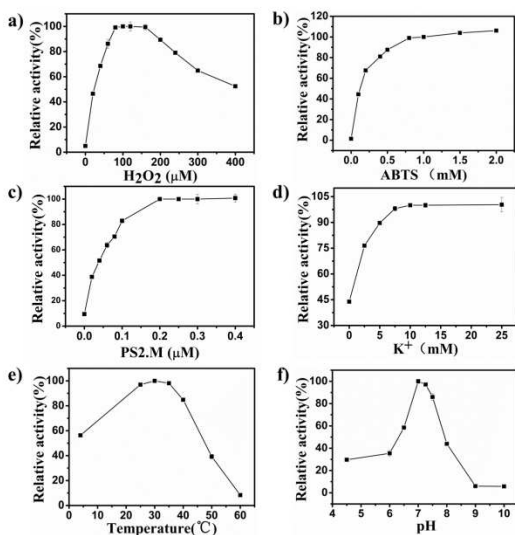 a)
Relative activity(%)
100
80
60
40
20
0
0 100 200 300 400
H2O2 (μM)
b)
Relative activity(%)
120
100
80
60
40
20
0
0.0 0.5 1.0 1.5 2.0
ABTS (mM)
c)
Relative activity(%)
100
80
60
40
20
0
0.0 0.1 0.2 0.3 0.4
PS2.M (μM)
d)
Relative activity(%)
105
90
75
60
45
30
0 5 10 15 20 25
K+ (mM)
e)
Relative activity(%)
100
80
60
40
20
0
0 10 20 30 40 50 60
Temperature(℃)
f)
Relative activity(%)
100
80
60
40
20
0
4 5 6 7 8 9 10
pH